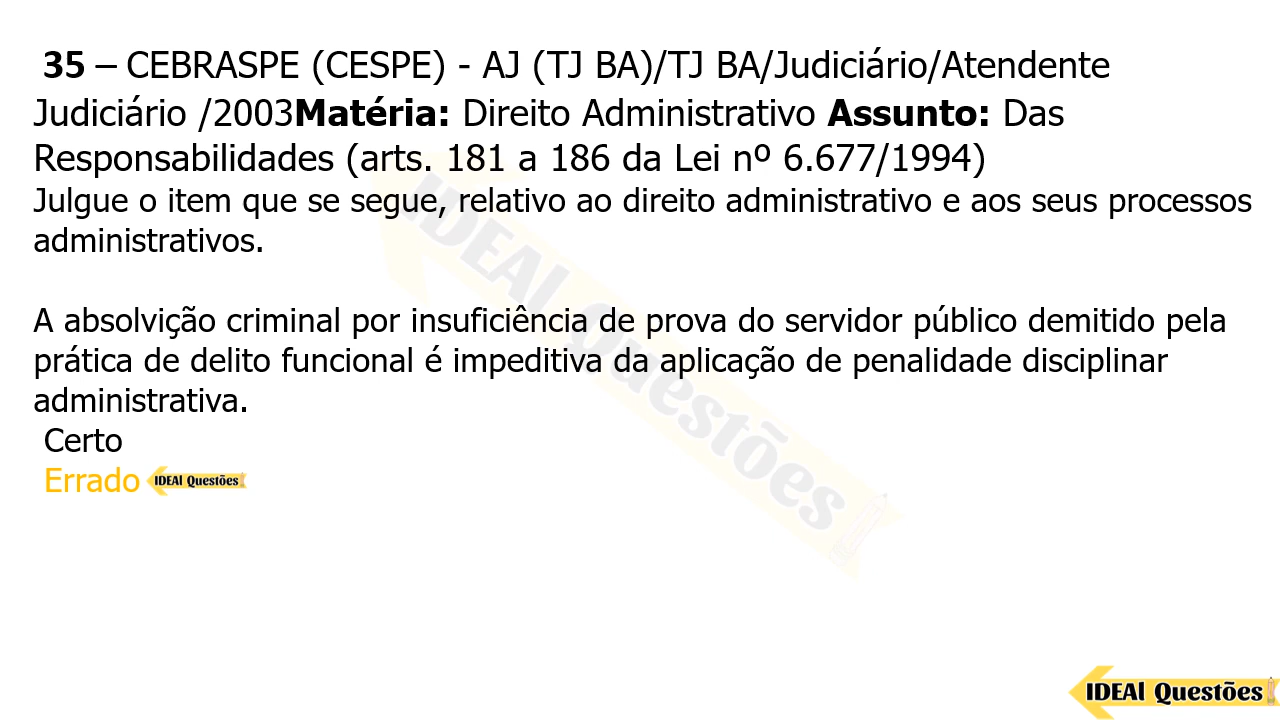 35 – CEBRASPE (CESPE) - AJ (TJ BA)/TJ BA/Judiciário/Atendente
Judiciário /2003Matéria: Direito Administrativo Assunto: Das
Responsabilidades (arts. 181 a 186 da Lei nº 6.677/1994)
Julgue o item que se segue, relativo ao direito administrativo e aos seus processos
administrativos.
A absolvição criminal por insuficiência de prova do servidor público demitido pela
prática de delito funcional é impeditiva da aplicação de penalidade disciplinar
administrativa.
Certo
Errado IDEAl Questões
IDEAl Questões
IDEAl Questões